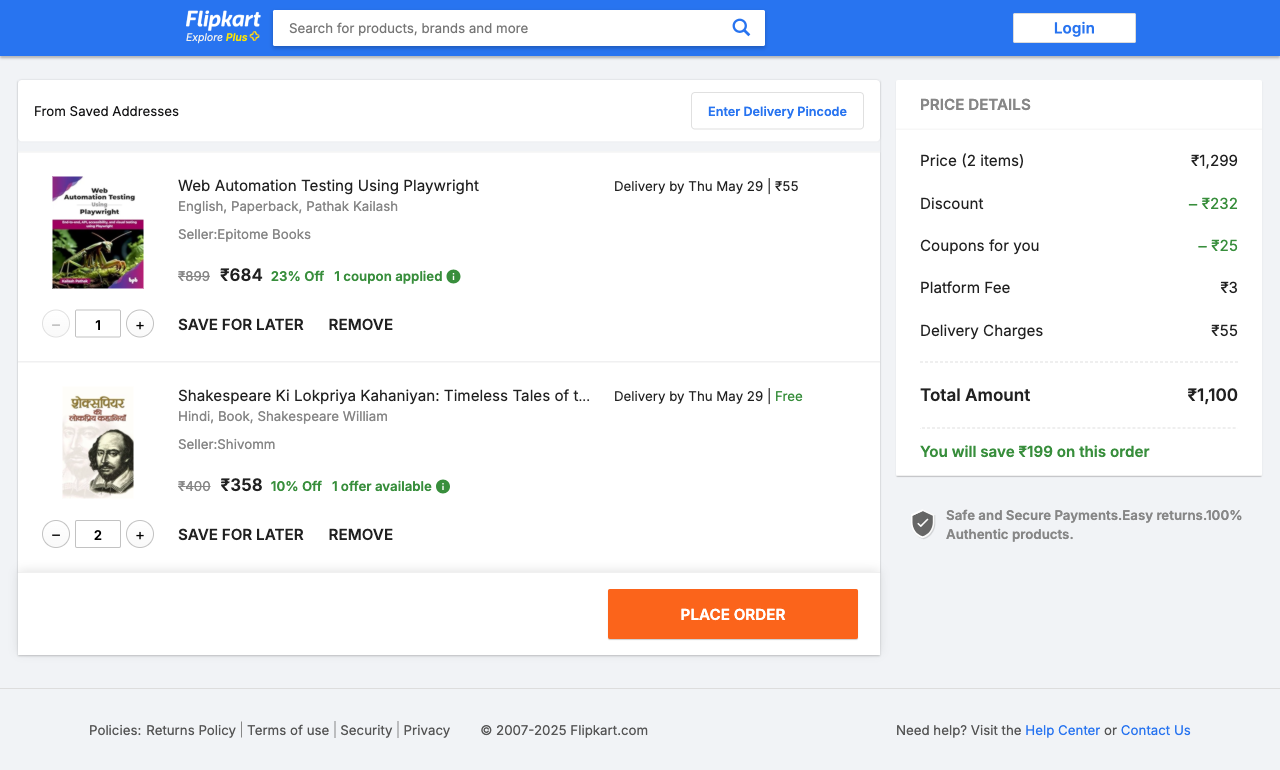 Flipkart
Explore Plus
Search for products, brands and more
Login
From Saved Addresses
Enter Delivery Pincode
Web
Automation Testing
Using
Playwright
Web Automation Testing Using Playwright
English, Paperback, Pathak Kailash
Seller:Epitome Books
₹899 ₹684 23% Off 1 coupon applied
Delivery by Thu May 29 | ₹55
− 1 + SAVE FOR LATER REMOVE
शेक्सपियर
की
लोकप्रिय कहानियाँ
Shakespeare Ki Lokpriya Kahaniyan: Timeless Tales of t...
Hindi, Book, Shakespeare William
Seller:Shivomm
₹400 ₹358 10% Off 1 offer available
Delivery by Thu May 29 | Free
− 2 + SAVE FOR LATER REMOVE
PLACE ORDER
PRICE DETAILS
Price (2 items) ₹1,299
Discount − ₹232
Coupons for you − ₹25
Platform Fee ₹3
Delivery Charges ₹55
Total Amount ₹1,100
You will save ₹199 on this order
Safe and Secure Payments.Easy returns.100%
Authentic products.
Policies: Returns Policy | Terms of use | Security | Privacy © 2007-2025 Flipkart.com
Need help? Visit the Help Center or Contact Us